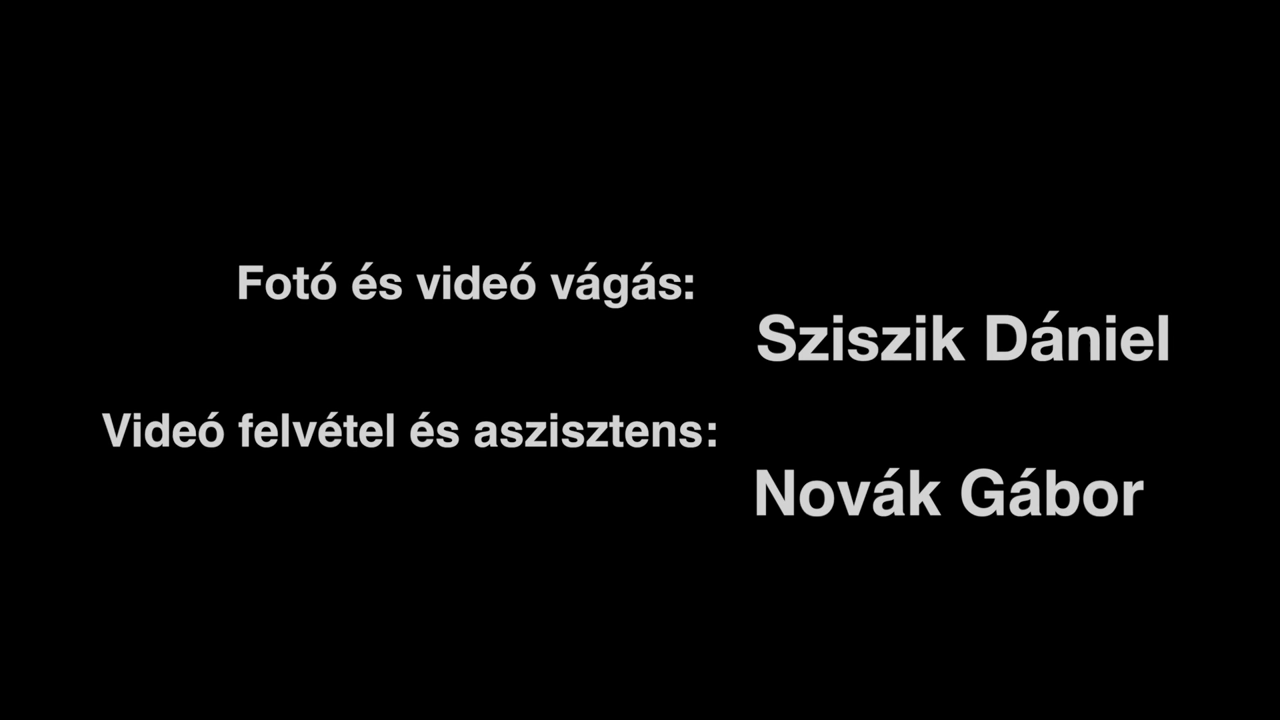 Fotó és videó vágás:
Sziszik Dániel
Videó felvétel és aszisztens:
Novák Gábor